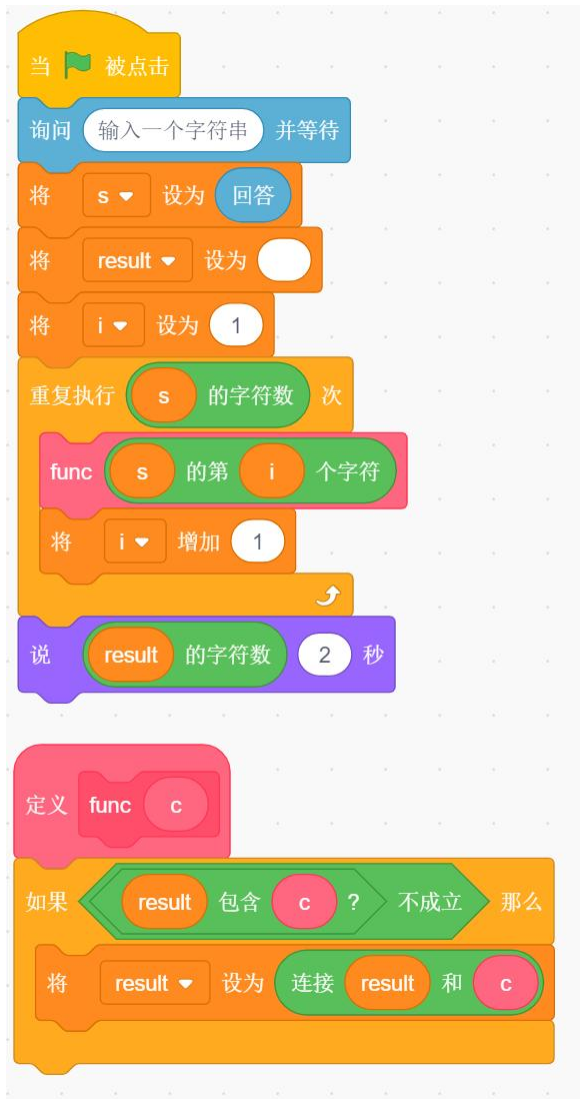 当 被点击
询问 输入一个字符串 并等待
将 s 设为 回答
将 result 设为
将 i 设为 1
重复执行 s 的字符数 次
func s 的第 i 个字符
将 i 增加 1
说 result 的字符数 2 秒
定义 func c
如果 result 包含 c ? 不成立 那么
将 result 设为 连接 result 和 c